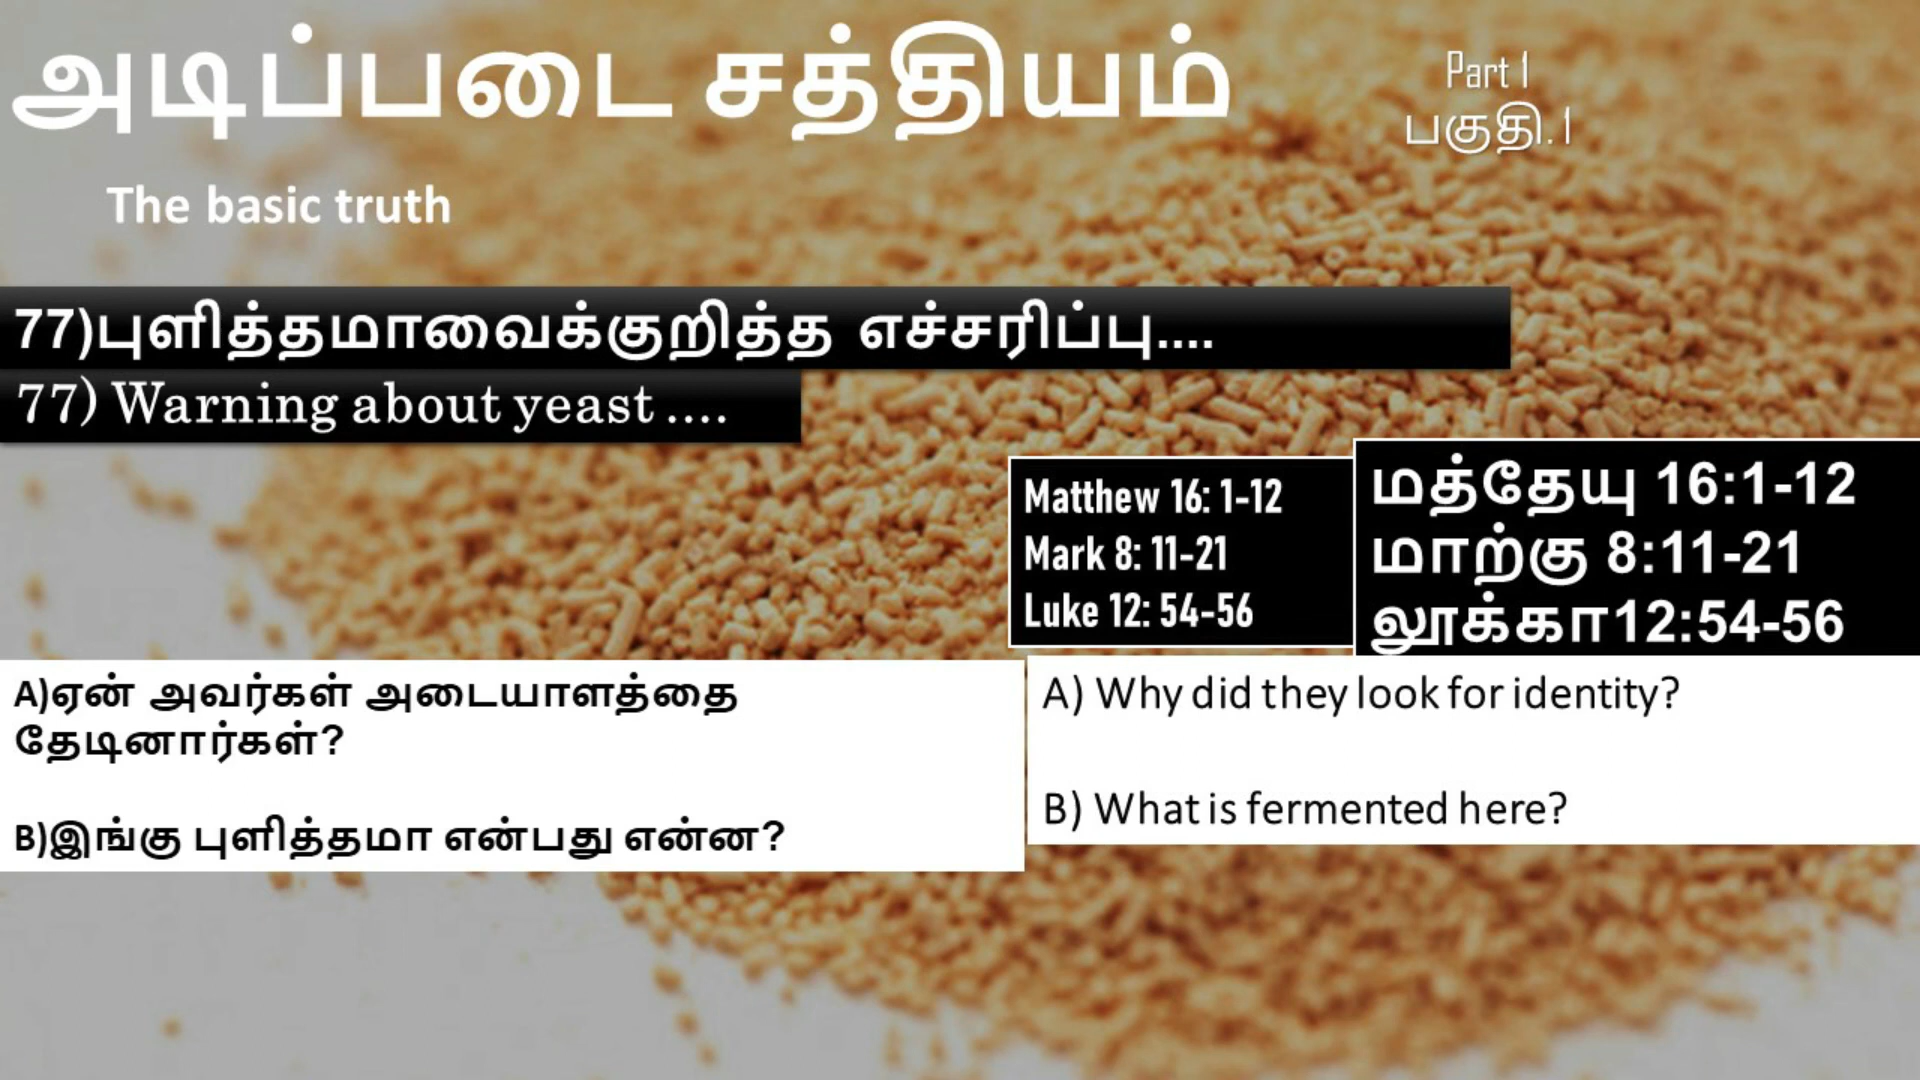 அடிப்படை சத்தியம்
Part 1
பகுதி.1
The basic truth
77)புளித்தமாவைக்குறித்த எச்சரிப்பு....
77) Warning about yeast ....
Matthew 16: 1-12
Mark 8: 11-21
Luke 12: 54-56
மத்தேயு 16:1-12
மாற்கு 8:11-21
லூக்கா12:54-56
A)ஏன் அவர்கள் அடையாளத்தை
தேடினார்கள்?
B)இங்கு புளித்தமா என்பது என்ன?
A) Why did they look for identity?
B) What is fermented here?